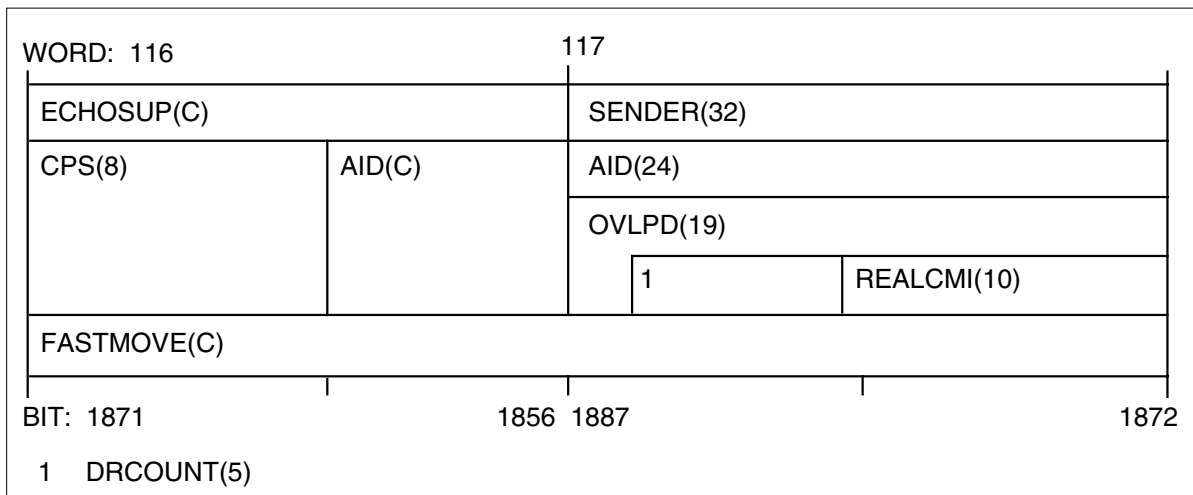 WORD: 116 117
ECHOSUP(C) SENDER(32)
CPS(8) AID(C) AID(24)
OVLPD(19)
1 REALCMI(10)
FASTMOVE(C)
BIT: 1871 1856 1887 1872
1 DRCOUNT(5)